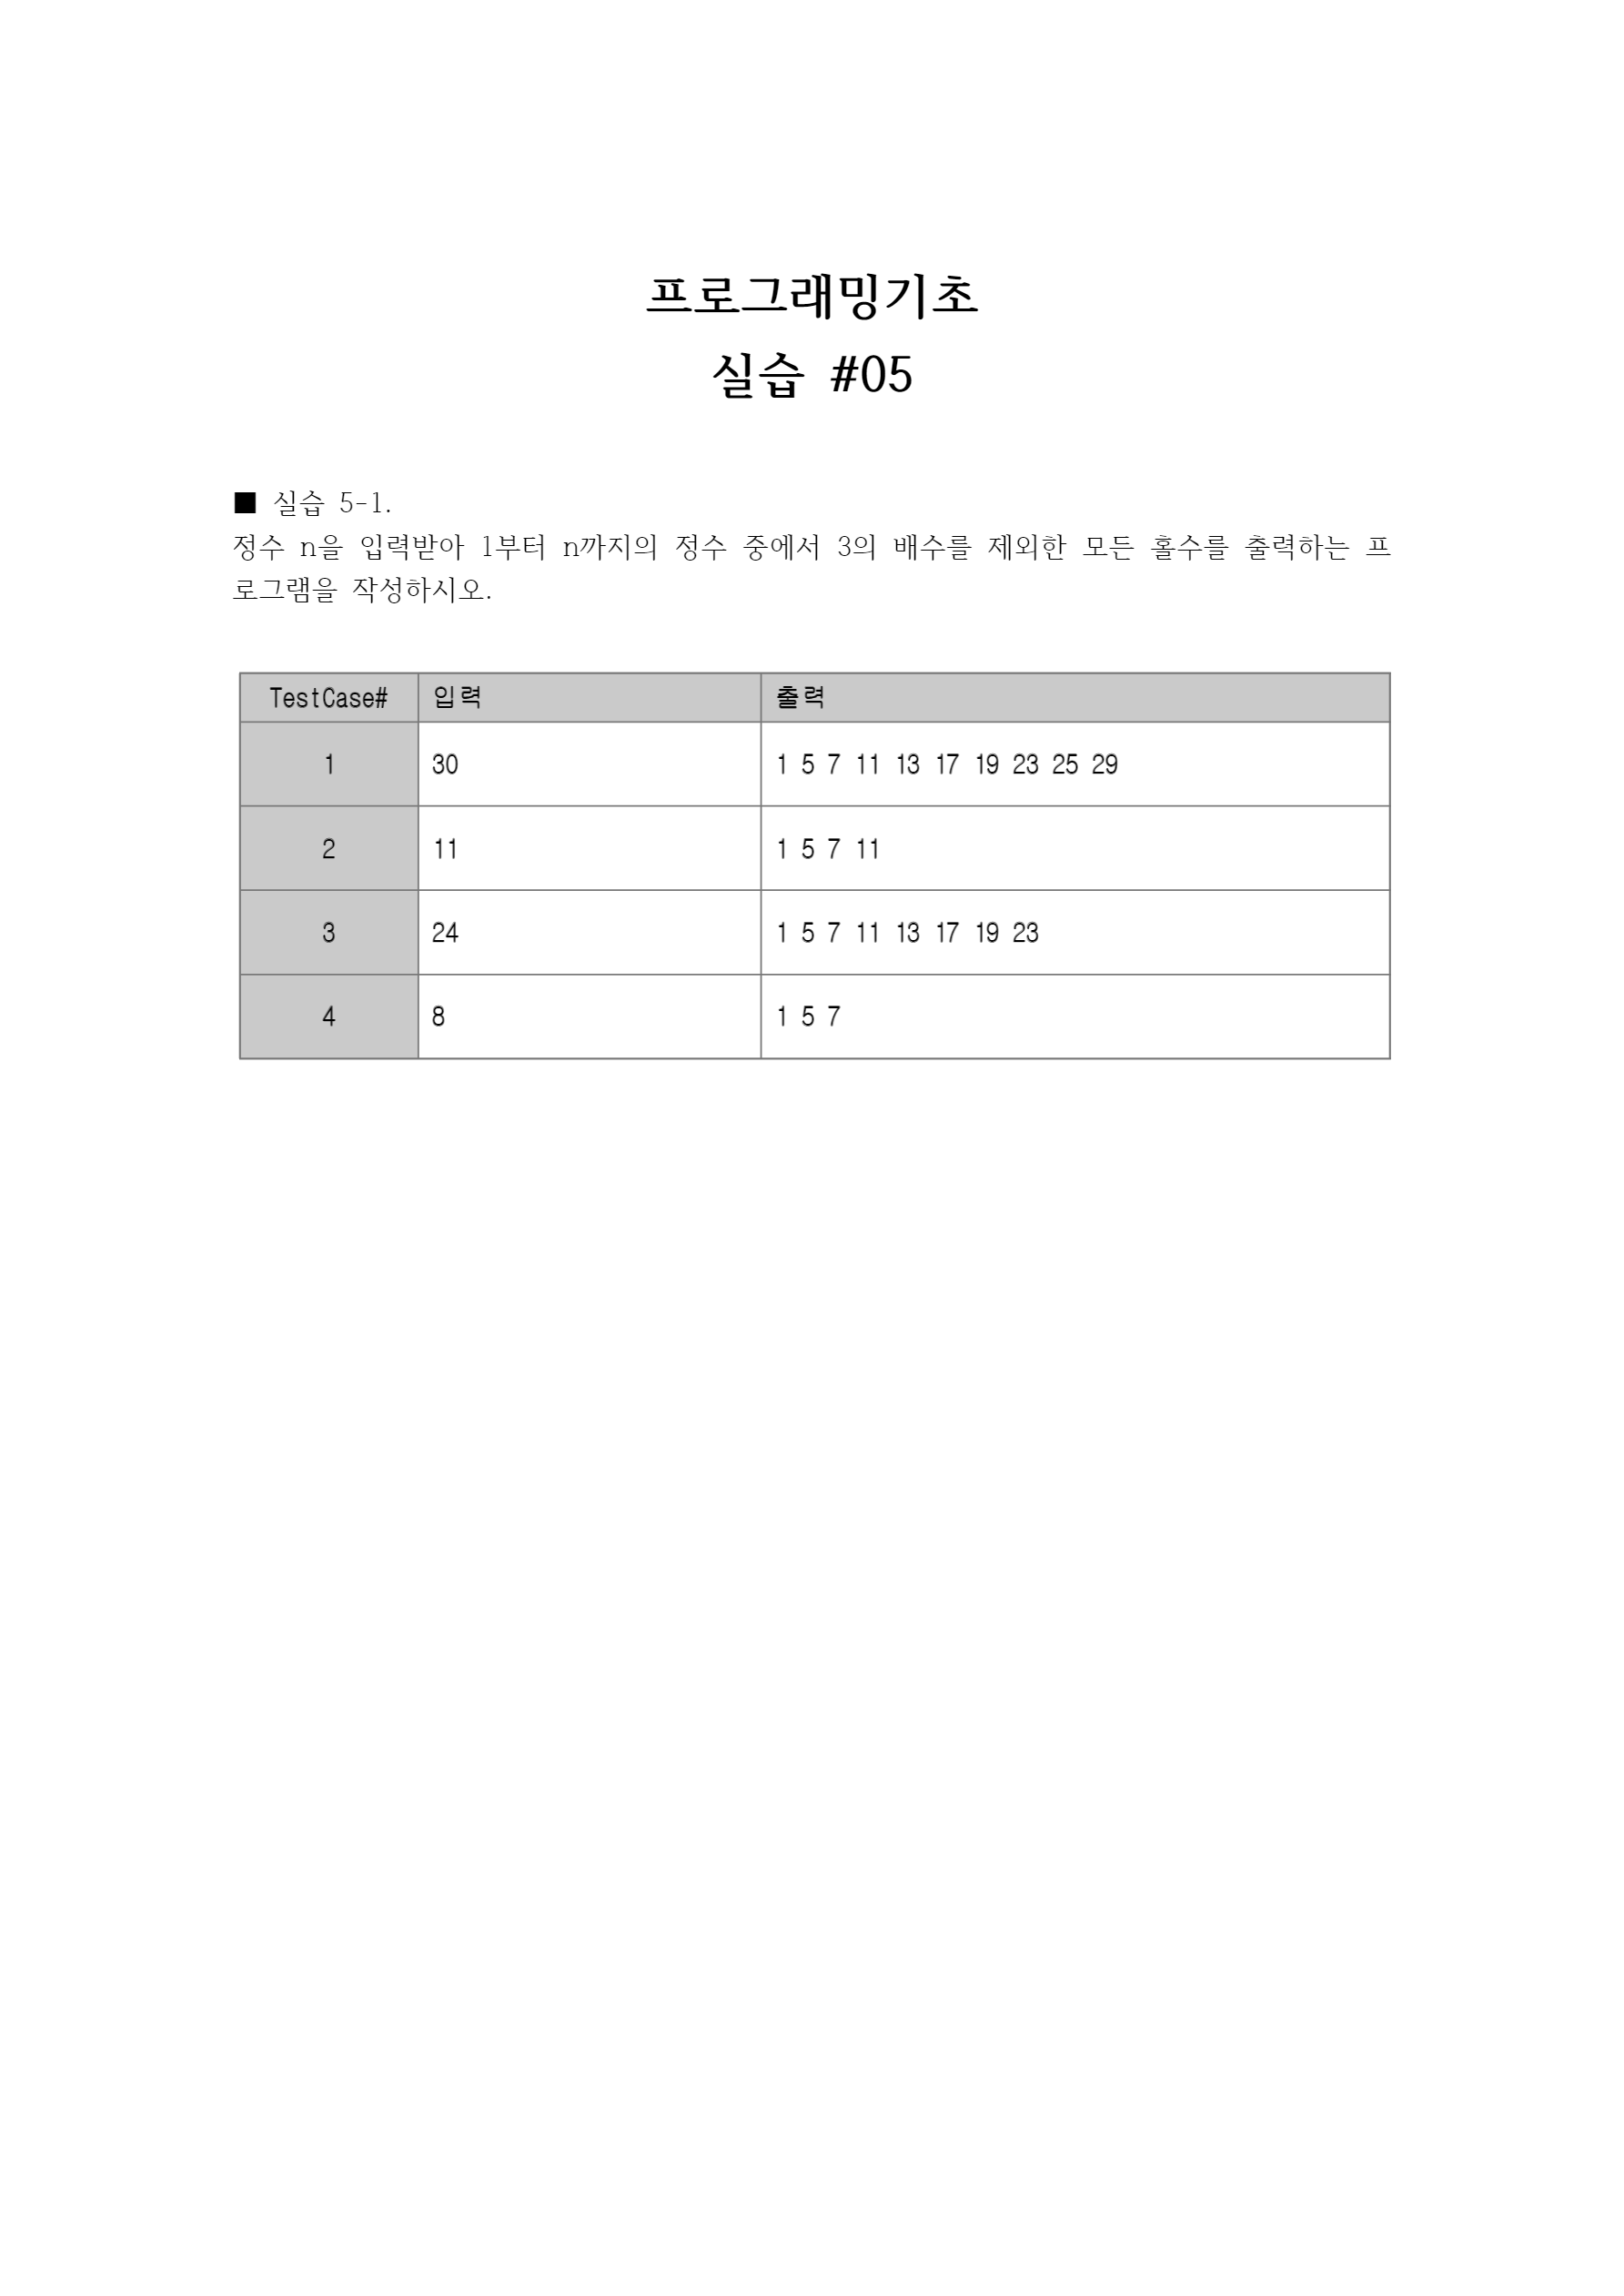 프로그래밍기초
실습 #05
■ 실습 5-1.
정수 n을 입력받아 1부터 n까지의 정수 중에서 3의 배수를 제외한 모든 홀수를 출력하는 프
로그램을 작성하시오.
TestCase# 입력 출력
1 30 1 5 7 11 13 17 19 23 25 29
2 11 1 5 7 11
3 24 1 5 7 11 13 17 19 23
4 8 1 5 7